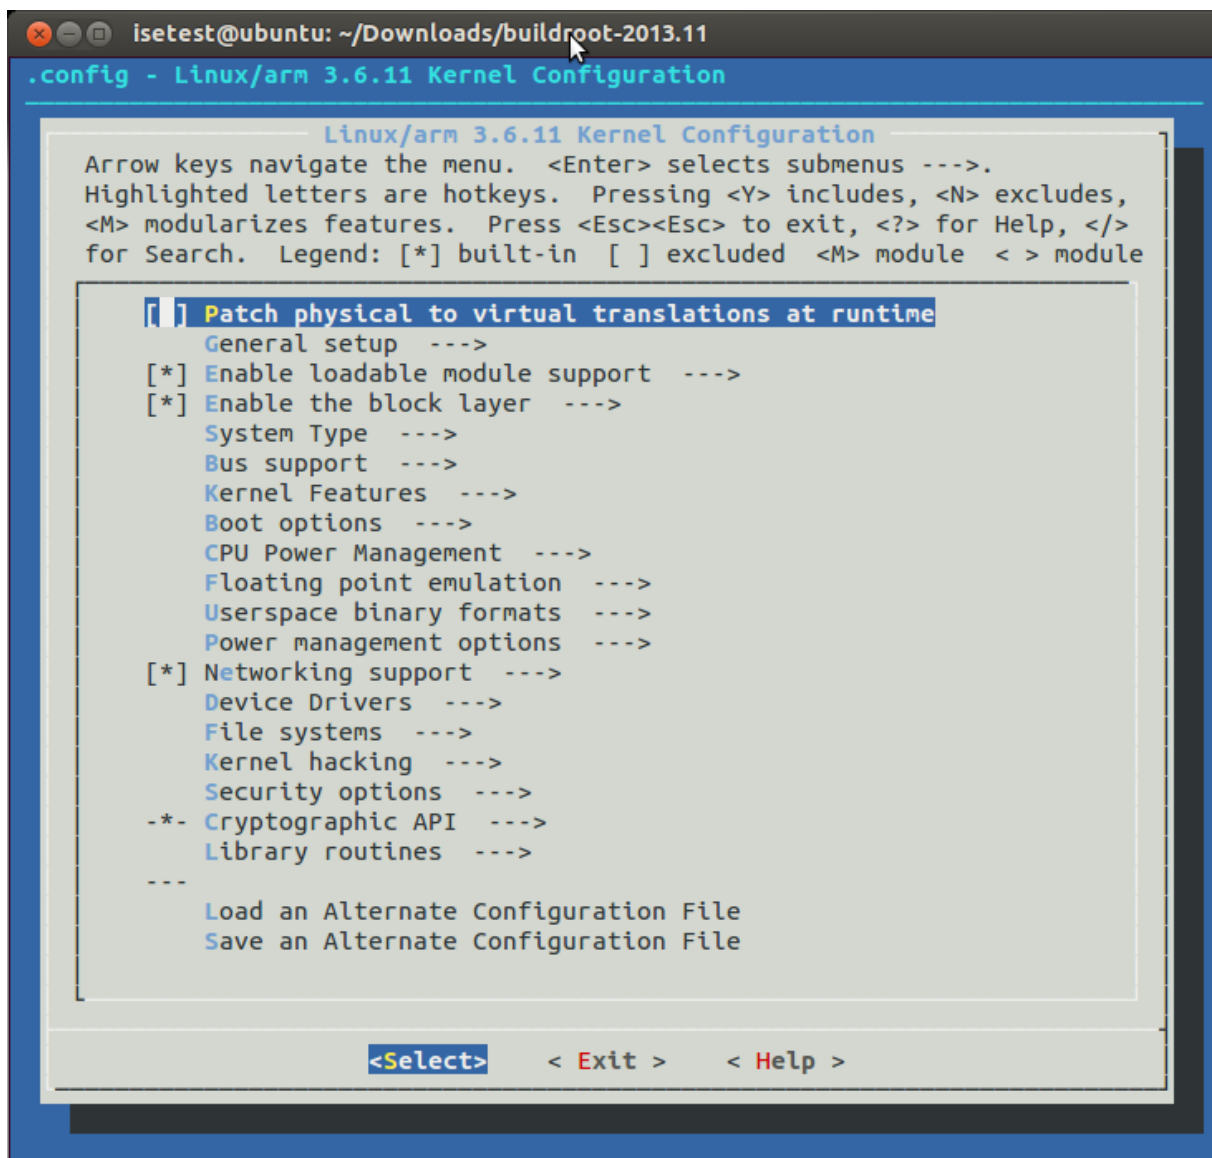 isetest@ubuntu: ~/Downloads/buildroot-2013.11
.config - Linux/arm 3.6.11 Kernel Configuration
Linux/arm 3.6.11 Kernel Configuration
Arrow keys navigate the menu.  <Enter> selects submenus --->.
Highlighted letters are hotkeys.  Pressing <Y> includes, <N> excludes,
<M> modularizes features.  Press <Esc><Esc> to exit, <?> for Help, </>
for Search.  Legend: [*] built-in  [ ] excluded  <M> module  < > module
[ ] Patch physical to virtual translations at runtime
General setup  --->
[*] Enable loadable module support  --->
[*] Enable the block layer  --->
System Type  --->
Bus support  --->
Kernel Features  --->
Boot options  --->
CPU Power Management  --->
Floating point emulation  --->
Userspace binary formats  --->
Power management options  --->
[*] Networking support  --->
Device Drivers  --->
File systems  --->
Kernel hacking  --->
Security options  --->
-*- Cryptographic API  --->
Library routines  --->
---
Load an Alternate Configuration File
Save an Alternate Configuration File
<Select>    < Exit >    < Help >